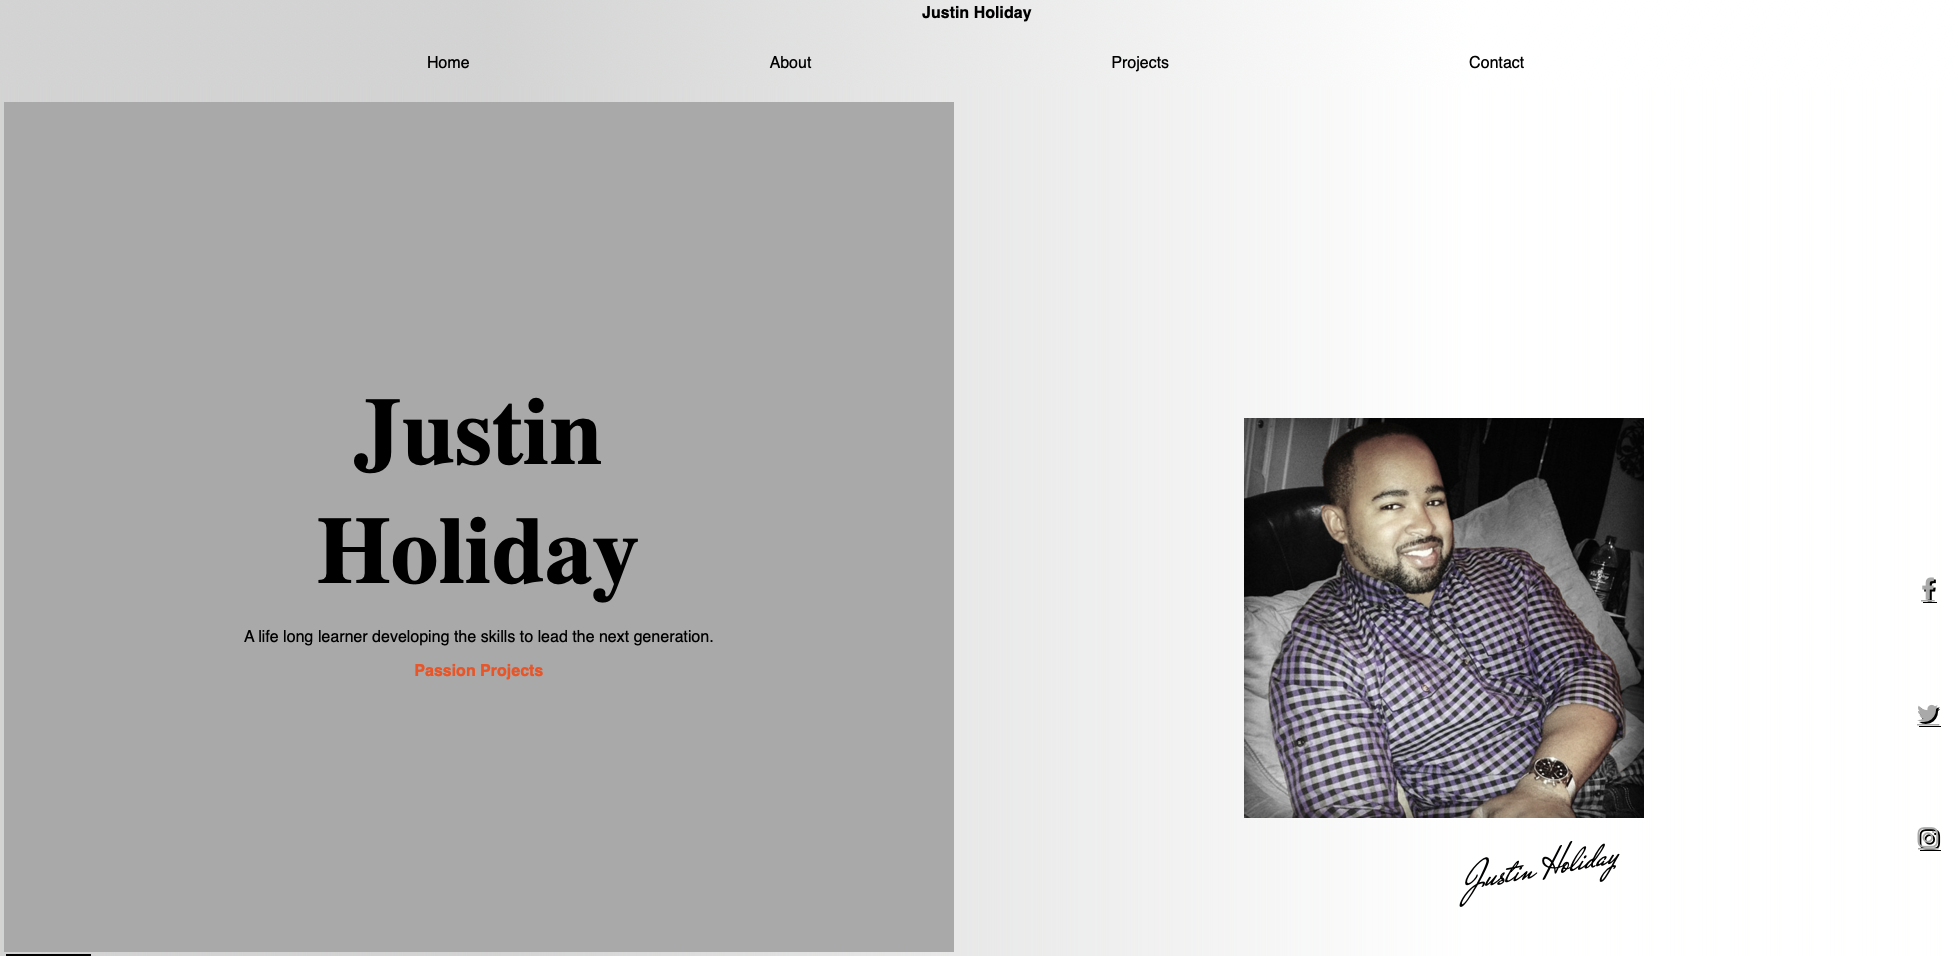 Justin Holiday
Home About Projects Contact
Justin
Holiday
A life long learner developing the skills to lead the next generation.
Passion Projects
Justin Holiday